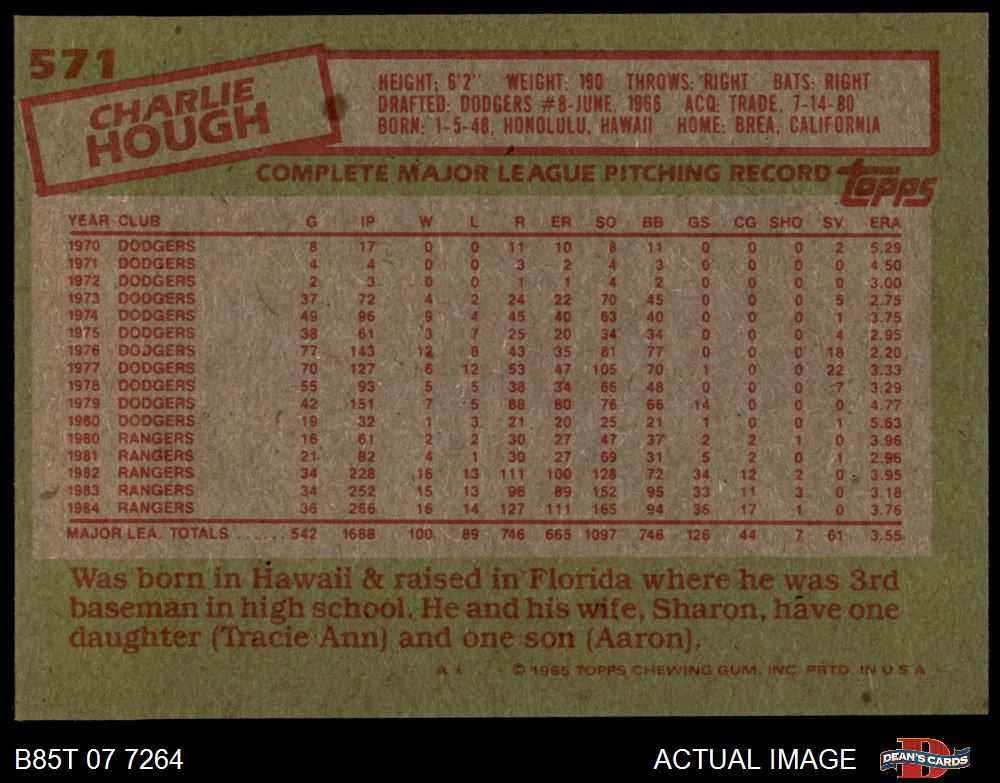 571
CHARLIE
HOUGH
HEIGHT: 6'2" WEIGHT: 190 THROWS: RIGHT BATS: RIGHT
DRAFTED: DODGERS #8-JUNE, 1966 ACQ: TRADE, 7-14-80
BORN: 1-5-48, HONOLULU, HAWAII HOME: BREA, CALIFORNIA
COMPLETE MAJOR LEAGUE PITCHING RECORD topps
YEAR CLUB G IP W L R ER SO BB GS CG SHO SV ERA
1970 DODGERS 8 17 0 0 11 10 8 11 0 0 0 2 5.29
1971 DODGERS 4 4 0 0 3 2 4 3 0 0 0 0 4.50
1972 DODGERS 2 3 0 0 1 1 4 2 0 0 0 0 3.00
1973 DODGERS 37 72 4 2 24 22 70 45 0 0 0 5 2.75
1974 DODGERS 49 96 9 4 45 40 63 40 0 0 0 1 3.75
1975 DODGERS 38 61 3 7 25 20 34 34 0 0 0 4 2.95
1976 DODGERS 77 143 12 8 43 35 81 77 0 0 0 18 2.20
1977 DODGERS 70 127 6 12 53 47 105 70 1 0 0 22 3.33
1978 DODGERS 55 93 5 5 38 34 66 48 0 0 0 7 3.29
1979 DODGERS 42 151 7 5 88 80 76 66 14 0 0 0 4.77
1980 DODGERS 19 32 1 3 21 20 25 21 1 0 0 1 5.63
1980 RANGERS 16 61 2 2 30 27 47 37 2 2 1 0 3.96
1981 RANGERS 21 82 4 1 30 27 69 31 5 2 0 1 2.96
1982 RANGERS 34 228 16 13 111 100 128 72 34 12 2 0 3.95
1983 RANGERS 34 252 15 13 96 89 152 95 33 11 3 0 3.18
1984 RANGERS 36 266 16 14 127 111 165 94 36 17 1 0 3.76
MAJOR LEA. TOTALS ...... 542 1688 100 89 746 665 1097 746 126 44 7 61 3.55
Was born in Hawaii & raised in Florida where he was 3rd
baseman in high school. He and his wife, Sharon, have one
daughter (Tracie Ann) and one son (Aaron).
A* © 1985 TOPPS CHEWING GUM, INC. PRTD. IN U.S.A
B85T 07 7264 ACTUAL IMAGE DEAN'S CARDS